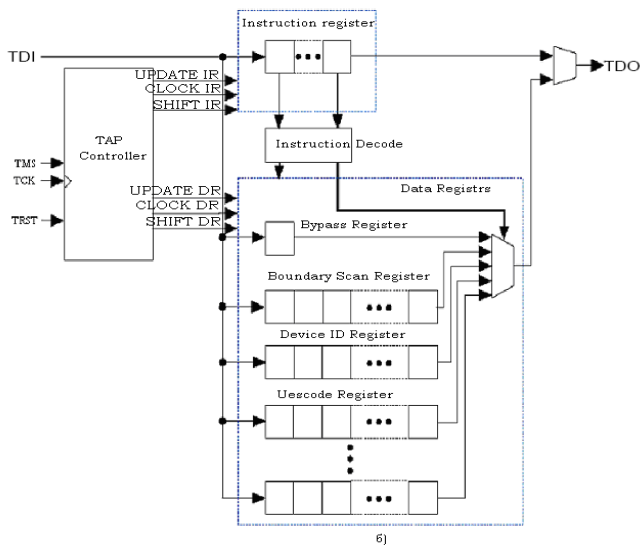 Instruction register
TDI
TDO
UPDATE IR
CLOCK IR
SHIFT IR
TAP
Controller
Instruction Decode
TMS
TCK
TRST
UPDATE DR
CLOCK DR
SHIFT DR
Data Registrs
Bypass Register
Boundary Scan Register
Device ID Register
Uescode Register
б)